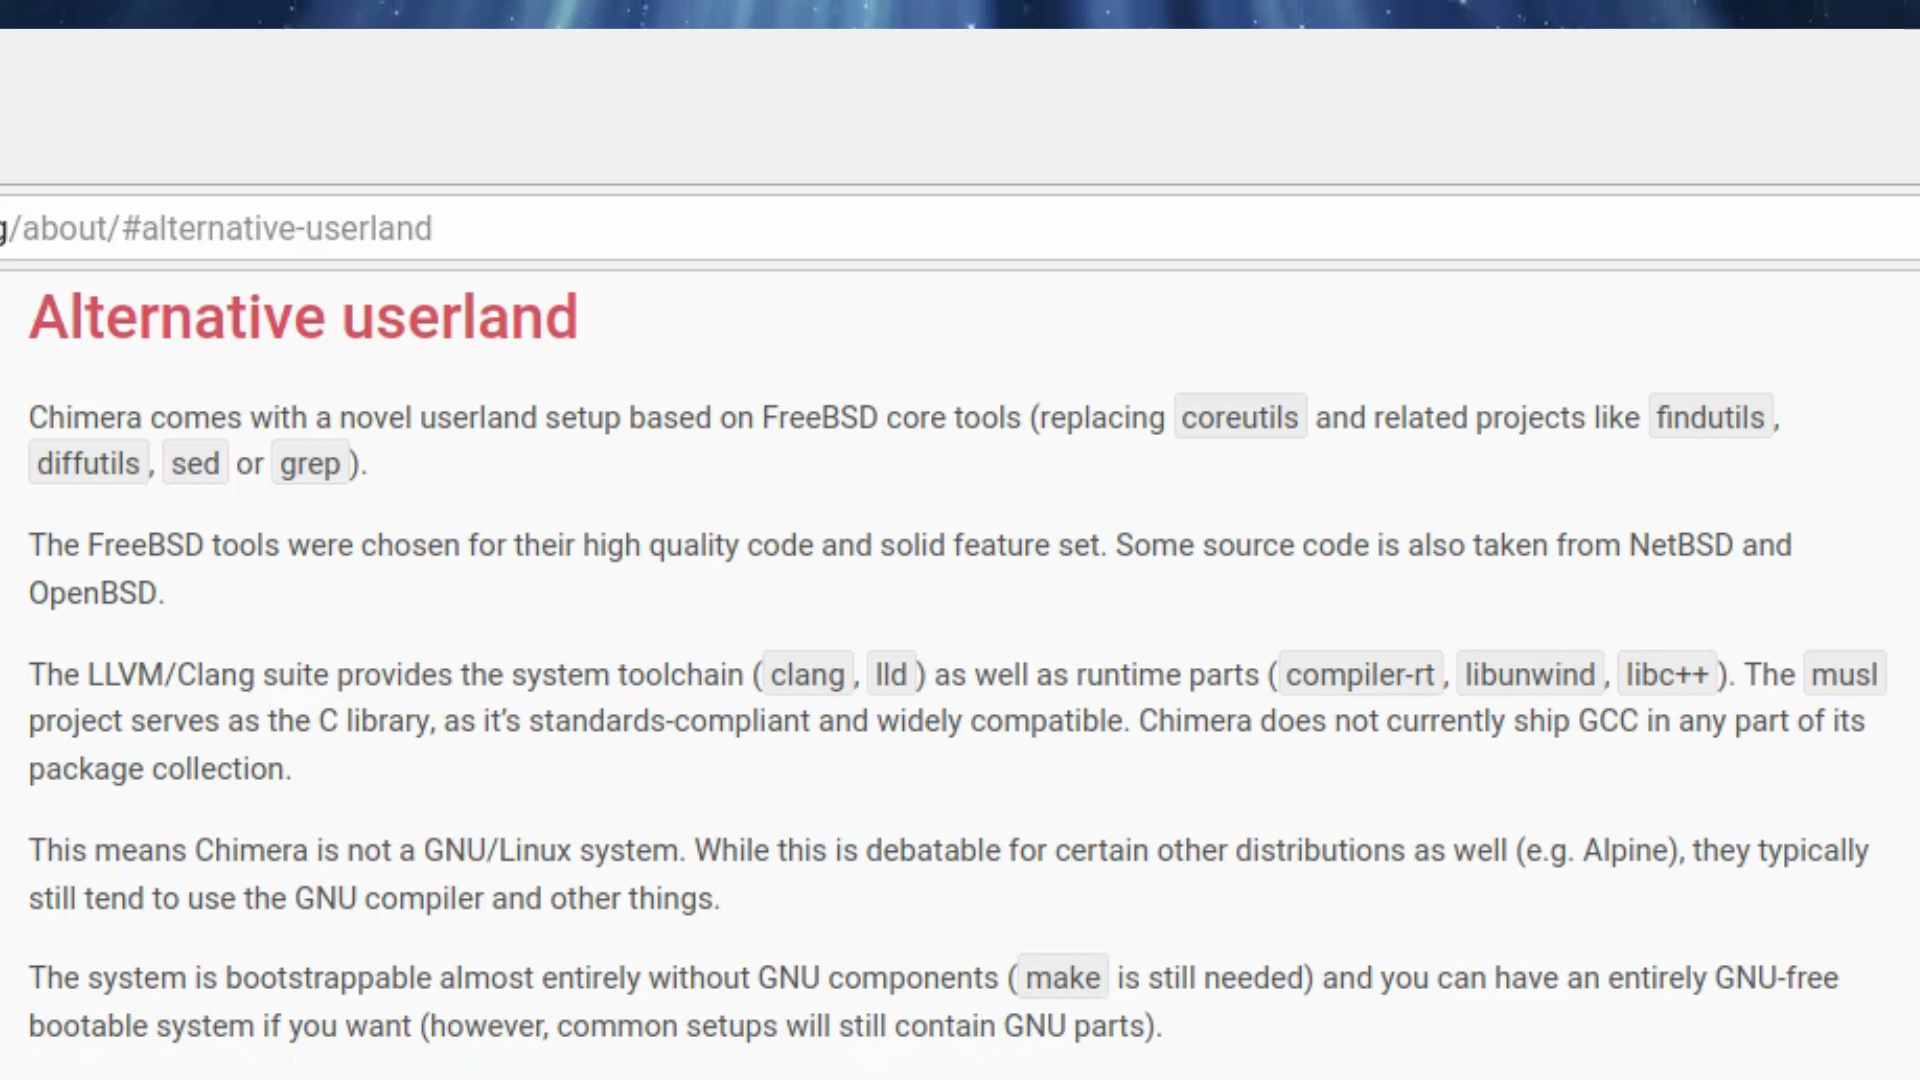 g/about/#alternative-userland
Alternative userland
Chimera comes with a novel userland setup based on FreeBSD core tools (replacing coreutils and related projects like findutils,
diffutils, sed or grep).
The FreeBSD tools were chosen for their high quality code and solid feature set. Some source code is also taken from NetBSD and
OpenBSD.
The LLVM/Clang suite provides the system toolchain (clang, lld) as well as runtime parts (compiler-rt, libunwind, libc++). The musl
project serves as the C library, as it’s standards-compliant and widely compatible. Chimera does not currently ship GCC in any part of its
package collection.
This means Chimera is not a GNU/Linux system. While this is debatable for certain other distributions as well (e.g. Alpine), they typically
still tend to use the GNU compiler and other things.
The system is bootstrappable almost entirely without GNU components (make is still needed) and you can have an entirely GNU-free
bootable system if you want (however, common setups will still contain GNU parts).